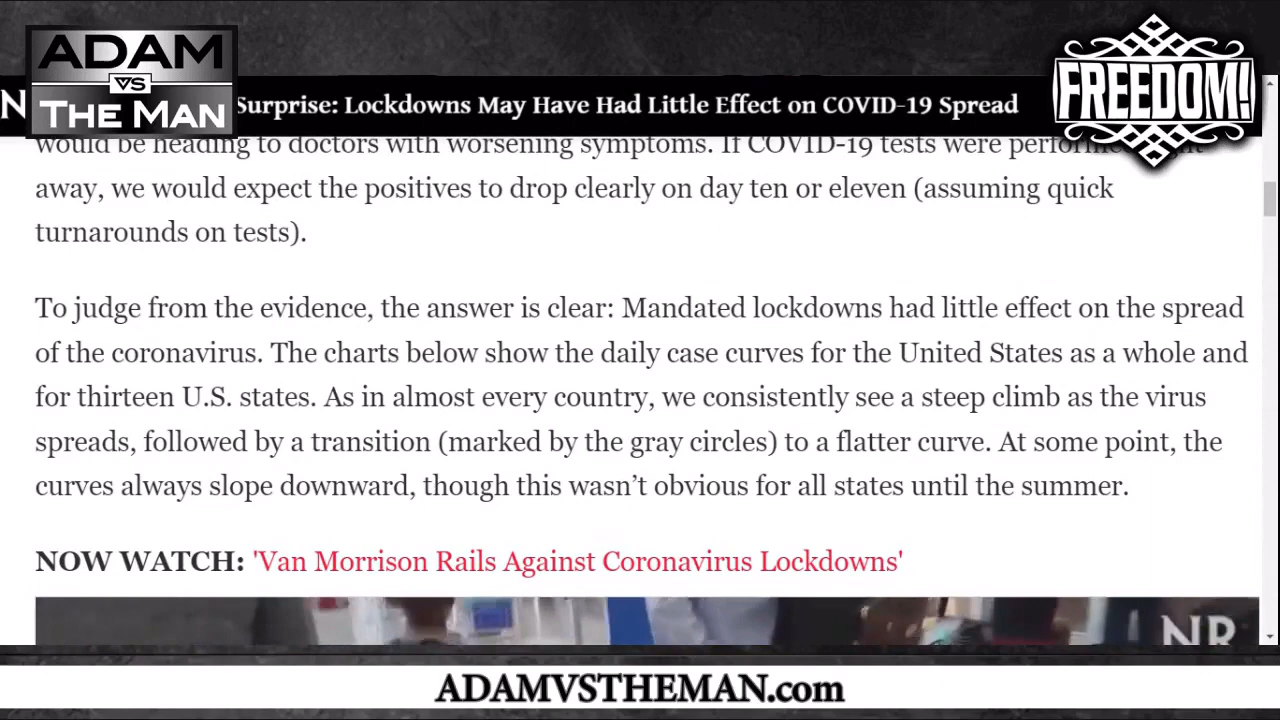 ADAM
VS
THE MAN
N
Surprise: Lockdowns May Have Had Little Effect on COVID-19 Spread
FREEDOM!
would be heading to doctors with worsening symptoms. If COVID-19 tests were
away, we would expect the positives to drop clearly on day ten or eleven (assuming quick
turnarounds on tests).
To judge from the evidence, the answer is clear: Mandated lockdowns had little effect on the spread
of the coronavirus. The charts below show the daily case curves for the United States as a whole and
for thirteen U.S. states. As in almost every country, we consistently see a steep climb as the virus
spreads, followed by a transition (marked by the gray circles) to a flatter curve. At some point, the
curves always slope downward, though this wasn’t obvious for all states until the summer.
NOW WATCH: 'Van Morrison Rails Against Coronavirus Lockdowns'
NR
ADAMVSTHEMAN.com